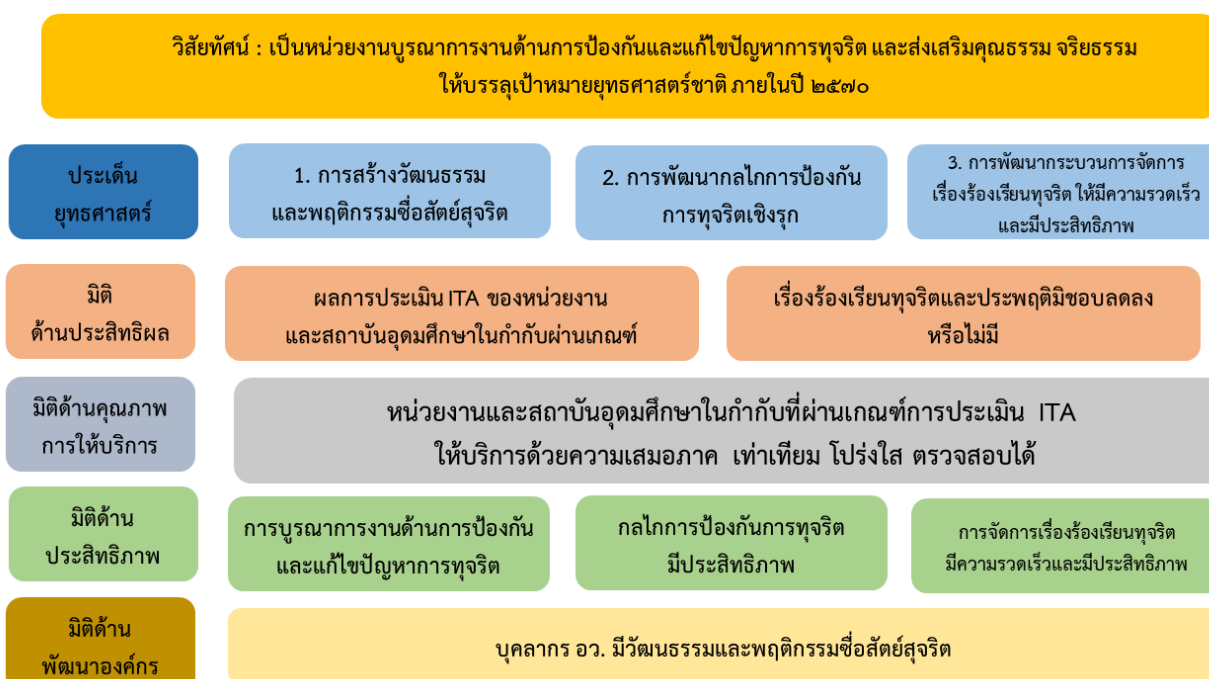 วิสัยทัศน์ : เป็นหน่วยงานบูรณาการงานด้านการป้องกันและแก้ไขปัญหาการทุจริต และส่งเสริมคุณธรรม จริยธรรม
ให้บรรลุเป้าหมายยุทธศาสตร์ชาติ ภายในปี ๒๕๗๐
ประเด็น
ยุทธศาสตร์
1. การสร้างวัฒนธรรม
และพฤติกรรมซื่อสัตย์สุจริต
2. การพัฒนากลไกการป้องกัน
การทุจริตเชิงรุก
3. การพัฒนากระบวนการจัดการ
เรื่องร้องเรียนทุจริต ให้มีความรวดเร็ว
และมีประสิทธิภาพ
มิติ
ด้านประสิทธิผล
ผลการประเมิน ITA ของหน่วยงาน
และสถาบันอุดมศึกษาในกำกับผ่านเกณฑ์
เรื่องร้องเรียนทุจริตและประพฤติมิชอบลดลง
หรือไม่มี
มิติด้านคุณภาพ
การให้บริการ
หน่วยงานและสถาบันอุดมศึกษาในกำกับที่ผ่านเกณฑ์การประเมิน ITA
ให้บริการด้วยความเสมอภาค เท่าเทียม โปร่งใส ตรวจสอบได้
มิติด้าน
ประสิทธิภาพ
การบูรณาการงานด้านการป้องกัน
และแก้ไขปัญหาการทุจริต
กลไกการป้องกันการทุจริต
มีประสิทธิภาพ
การจัดการเรื่องร้องเรียนทุจริต
มีความรวดเร็วและมีประสิทธิภาพ
มิติด้าน
พัฒนาองค์กร
บุคลากร อว. มีวัฒนธรรมและพฤติกรรมซื่อสัตย์สุจริต